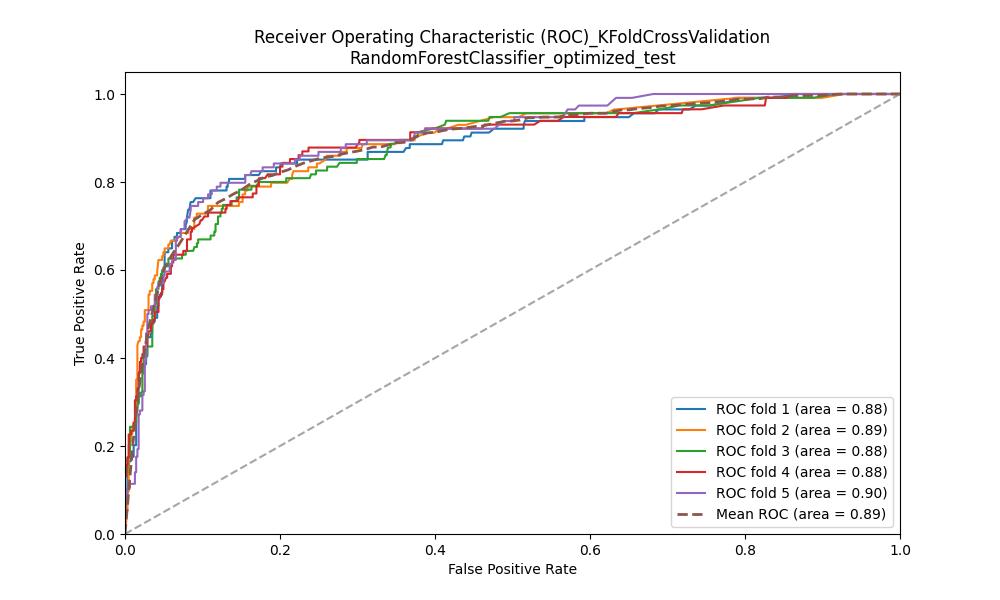 Receiver Operating Characteristic (ROC)_KFoldCrossValidation
RandomForestClassifier_optimized_test
True Positive Rate
1.0
0.8
0.6
0.4
0.2
0.0
0.0 0.2 0.4 0.6 0.8 1.0
False Positive Rate
ROC fold 1 (area = 0.88)
ROC fold 2 (area = 0.89)
ROC fold 3 (area = 0.88)
ROC fold 4 (area = 0.88)
ROC fold 5 (area = 0.90)
Mean ROC (area = 0.89)